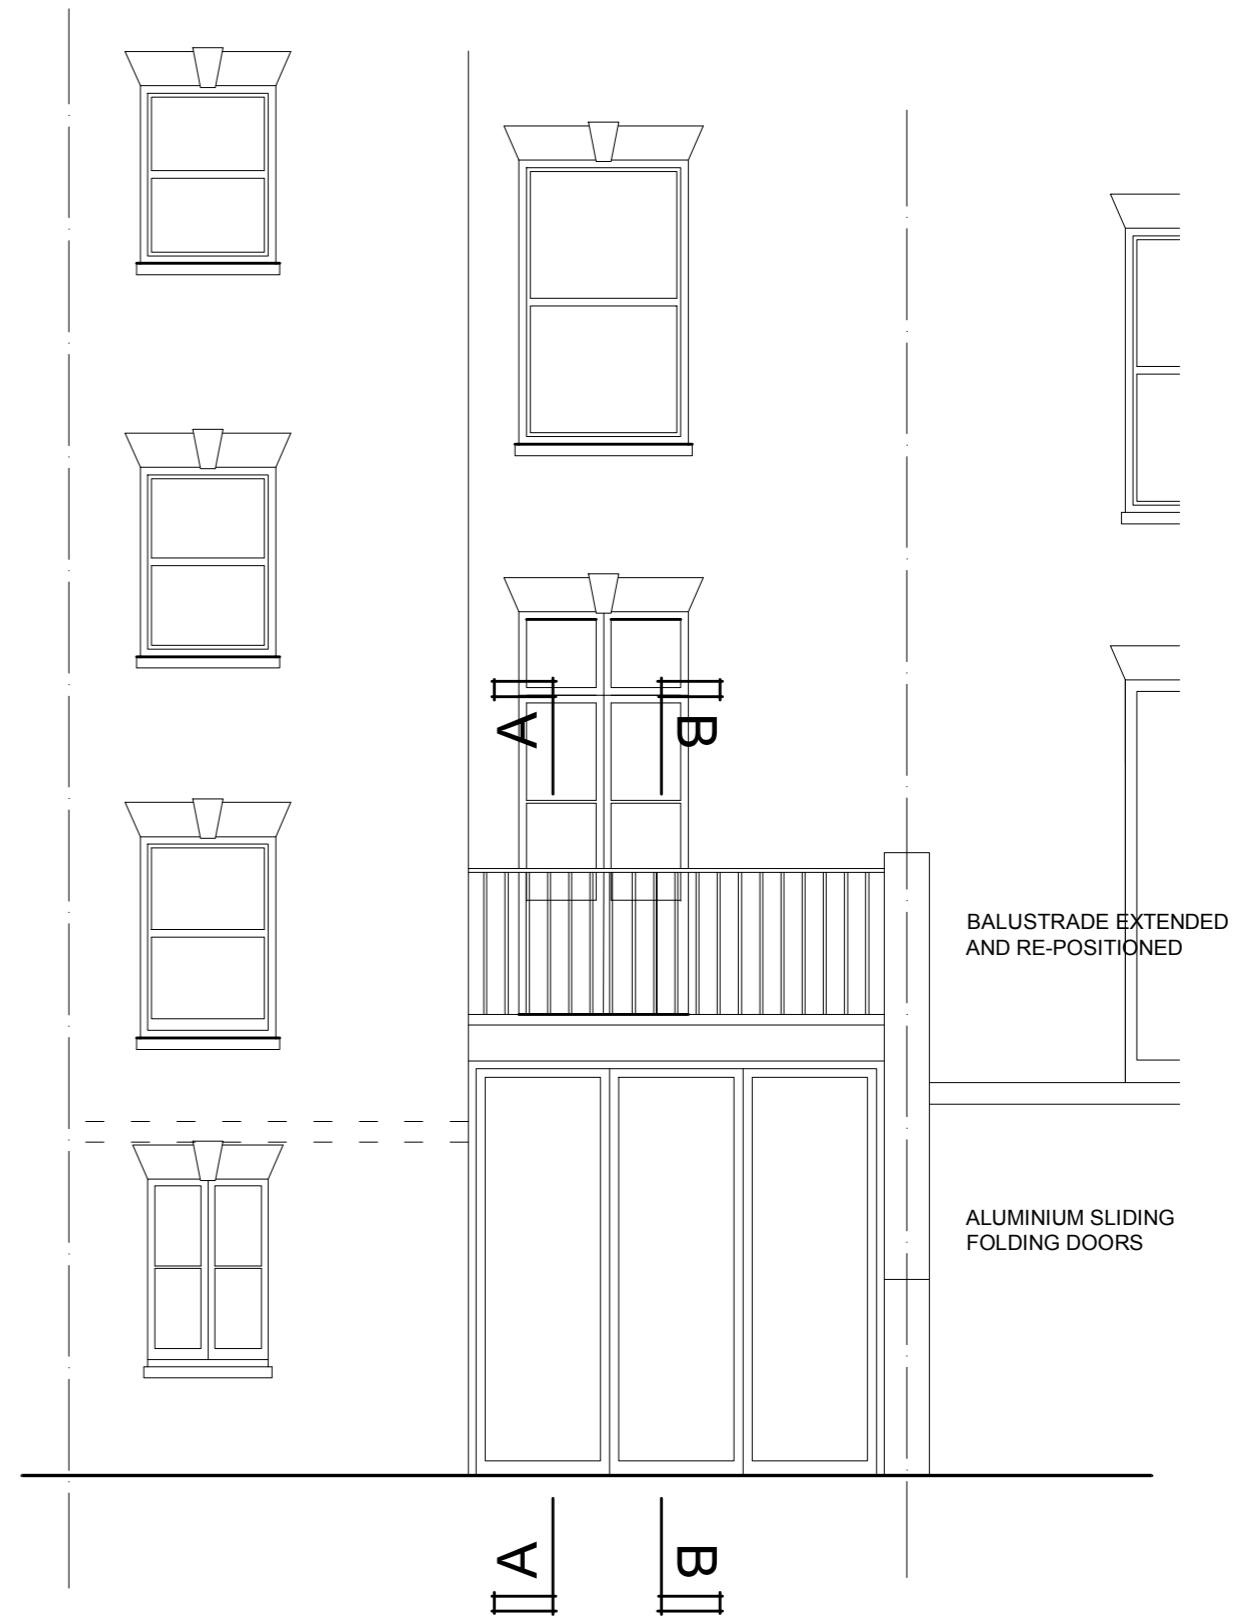 A B
BALUSTRADE EXTENDED
AND RE-POSITIONED
ALUMINIUM SLIDING
FOLDING DOORS
A B